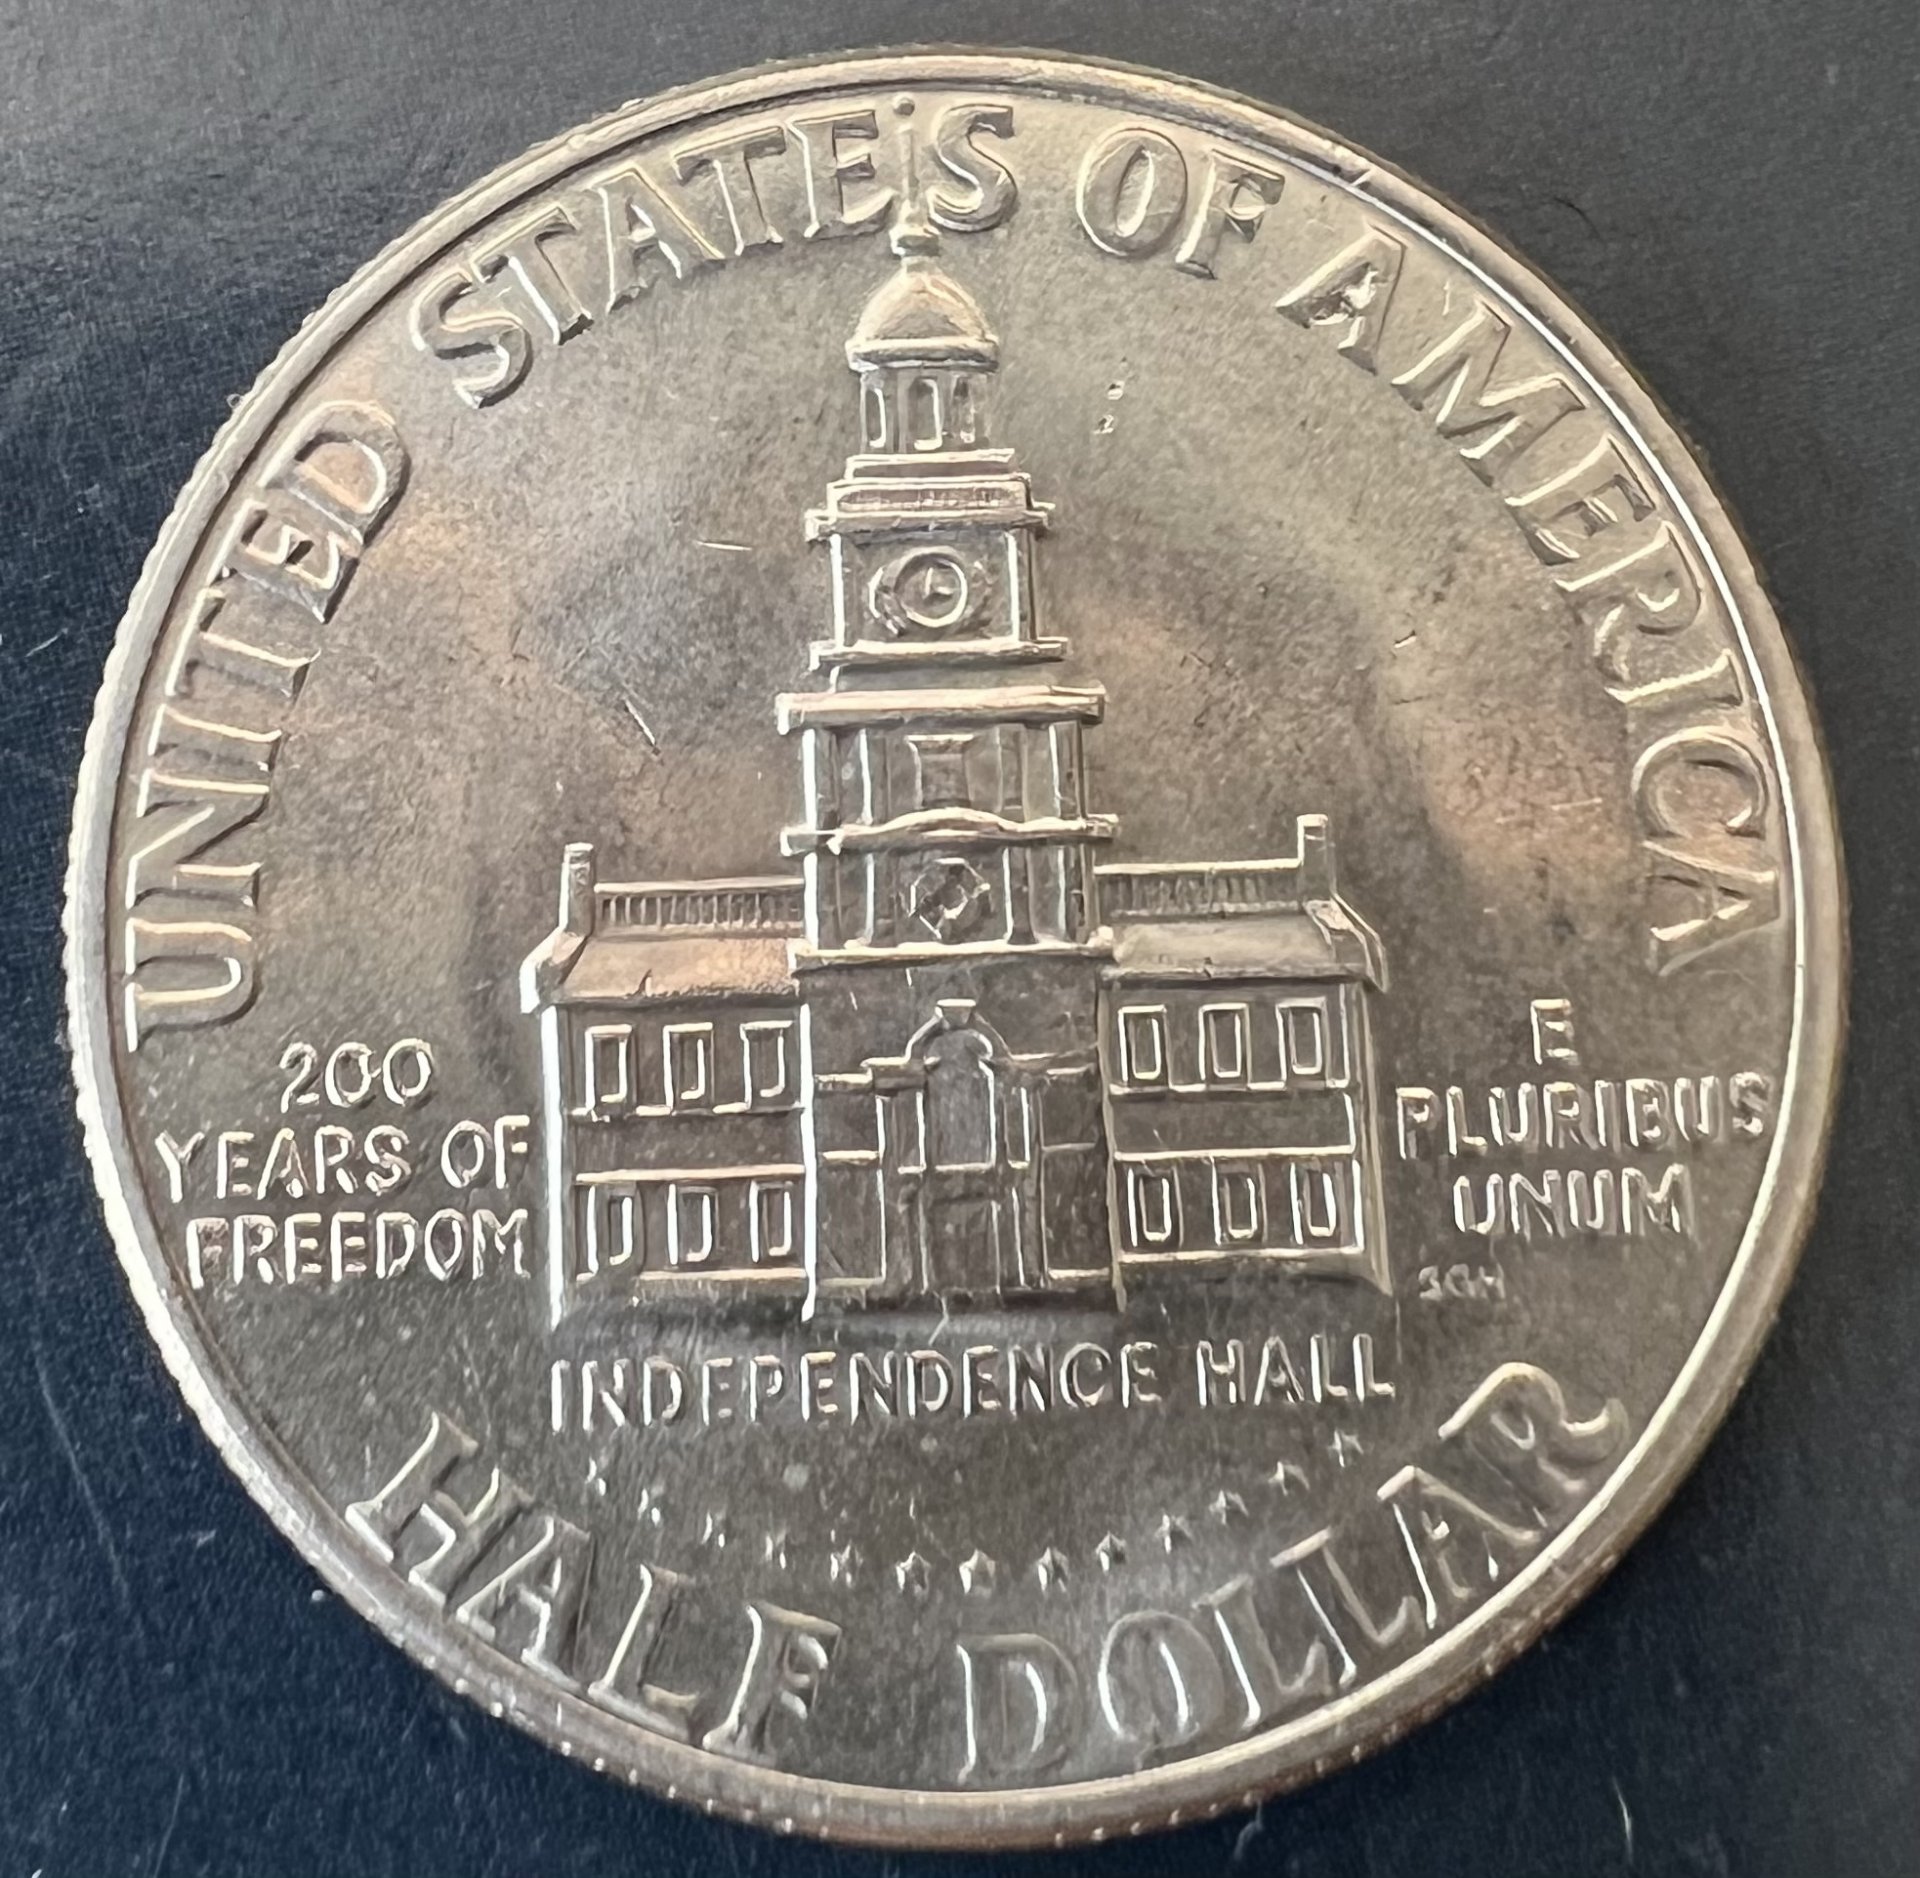 UNITED STATES OF AMERICA
200
YEARS OF
FREEDOM
E
PLURIBUS
UNUM
SGH
INDEPENDENCE HALL
HALF DOLLAR